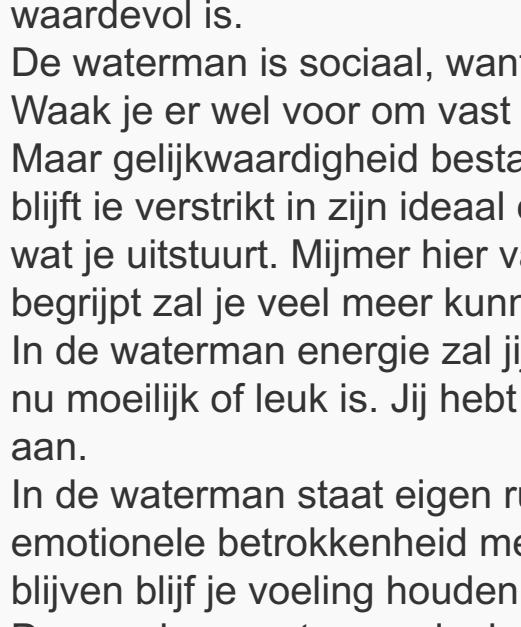 waardevol is.
De waterman is sociaal, want
Waak je er wel voor om vast
Maar gelijkwaardigheid besta
blijft ie verstrikt in zijn ideaal
wat je uitstuurt. Mijmer hier va
begrijpt zal je veel meer kunn
In de waterman energie zal jij
nu moeilijk of leuk is. Jij hebt
aan.
In de waterman staat eigen ru
emotionele betrokkenheid me
blijven blijf je voeling houden